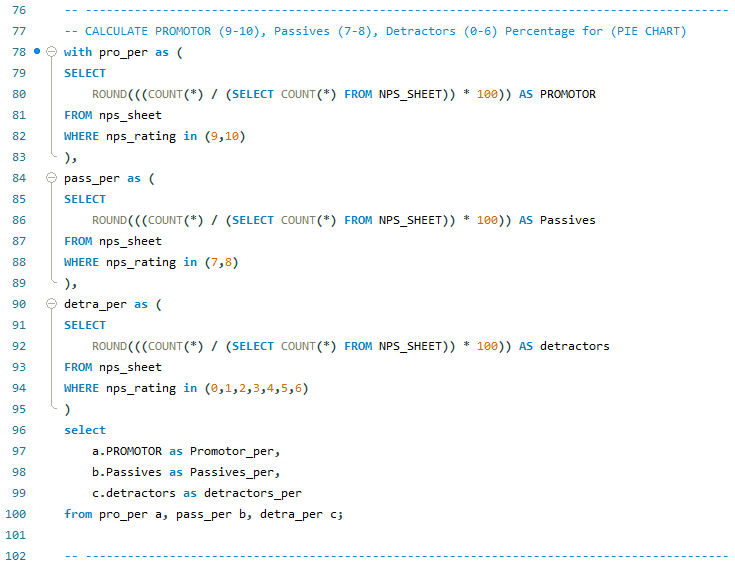 76 -- ----------------------------------------------------------------------------------------------
77 -- CALCULATE PROMOTOR (9-10), Passives (7-8), Detractors (0-6) Percentage for (PIE CHART)
78 with pro_per as (
79 SELECT
80     ROUND(((COUNT(*) / (SELECT COUNT(*) FROM NPS_SHEET)) * 100)) AS PROMOTOR
81 FROM nps_sheet
82 WHERE nps_rating in (9,10)
83 ),
84 pass_per as (
85 SELECT
86     ROUND(((COUNT(*) / (SELECT COUNT(*) FROM NPS_SHEET)) * 100)) AS Passives
87 FROM nps_sheet
88 WHERE nps_rating in (7,8)
89 ),
90 detra_per as (
91 SELECT
92     ROUND(((COUNT(*) / (SELECT COUNT(*) FROM NPS_SHEET)) * 100)) AS detractors
93 FROM nps_sheet
94 WHERE nps_rating in (0,1,2,3,4,5,6)
95 )
96 select
97     a.PROMOTOR as Promotor_per,
98     b.Passives as Passives_per,
99     c.detractors as detractors_per
100 from pro_per a, pass_per b, detra_per c;
101
102 -- ----------------------------------------------------------------------------------------------